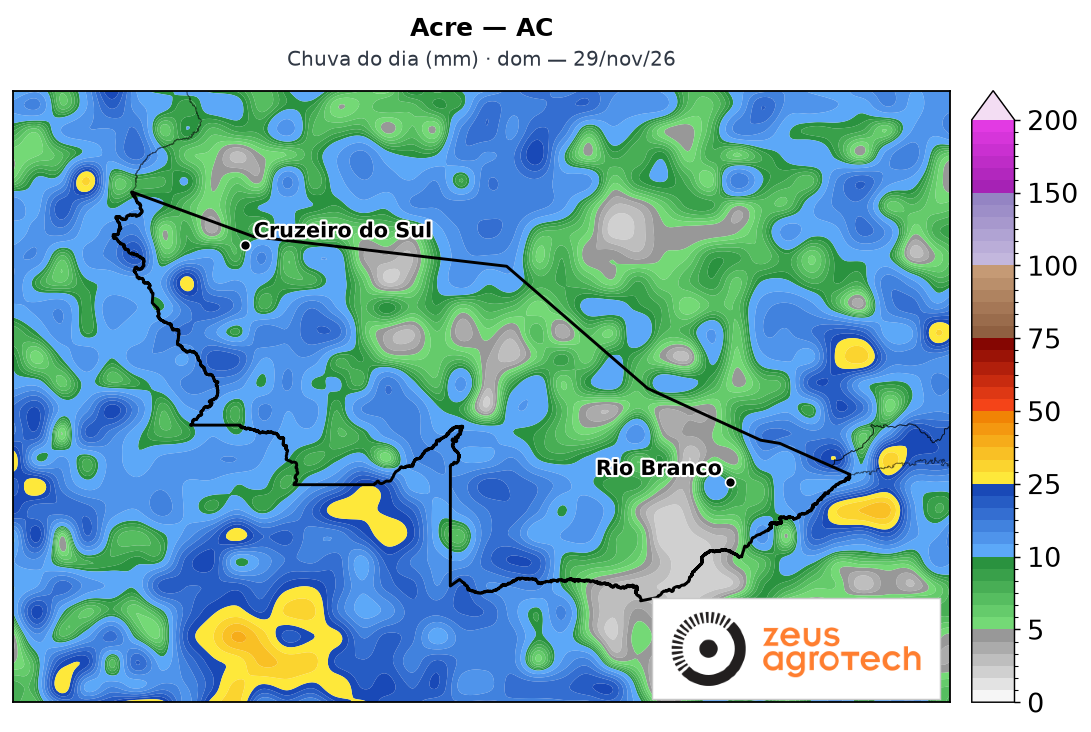 Acre — AC
Chuva do dia (mm) · dom — 29/nov/26
Cruzeiro do Sul
Rio Branco
200
150
100
75
50
25
10
5
0
zeus
agrotech